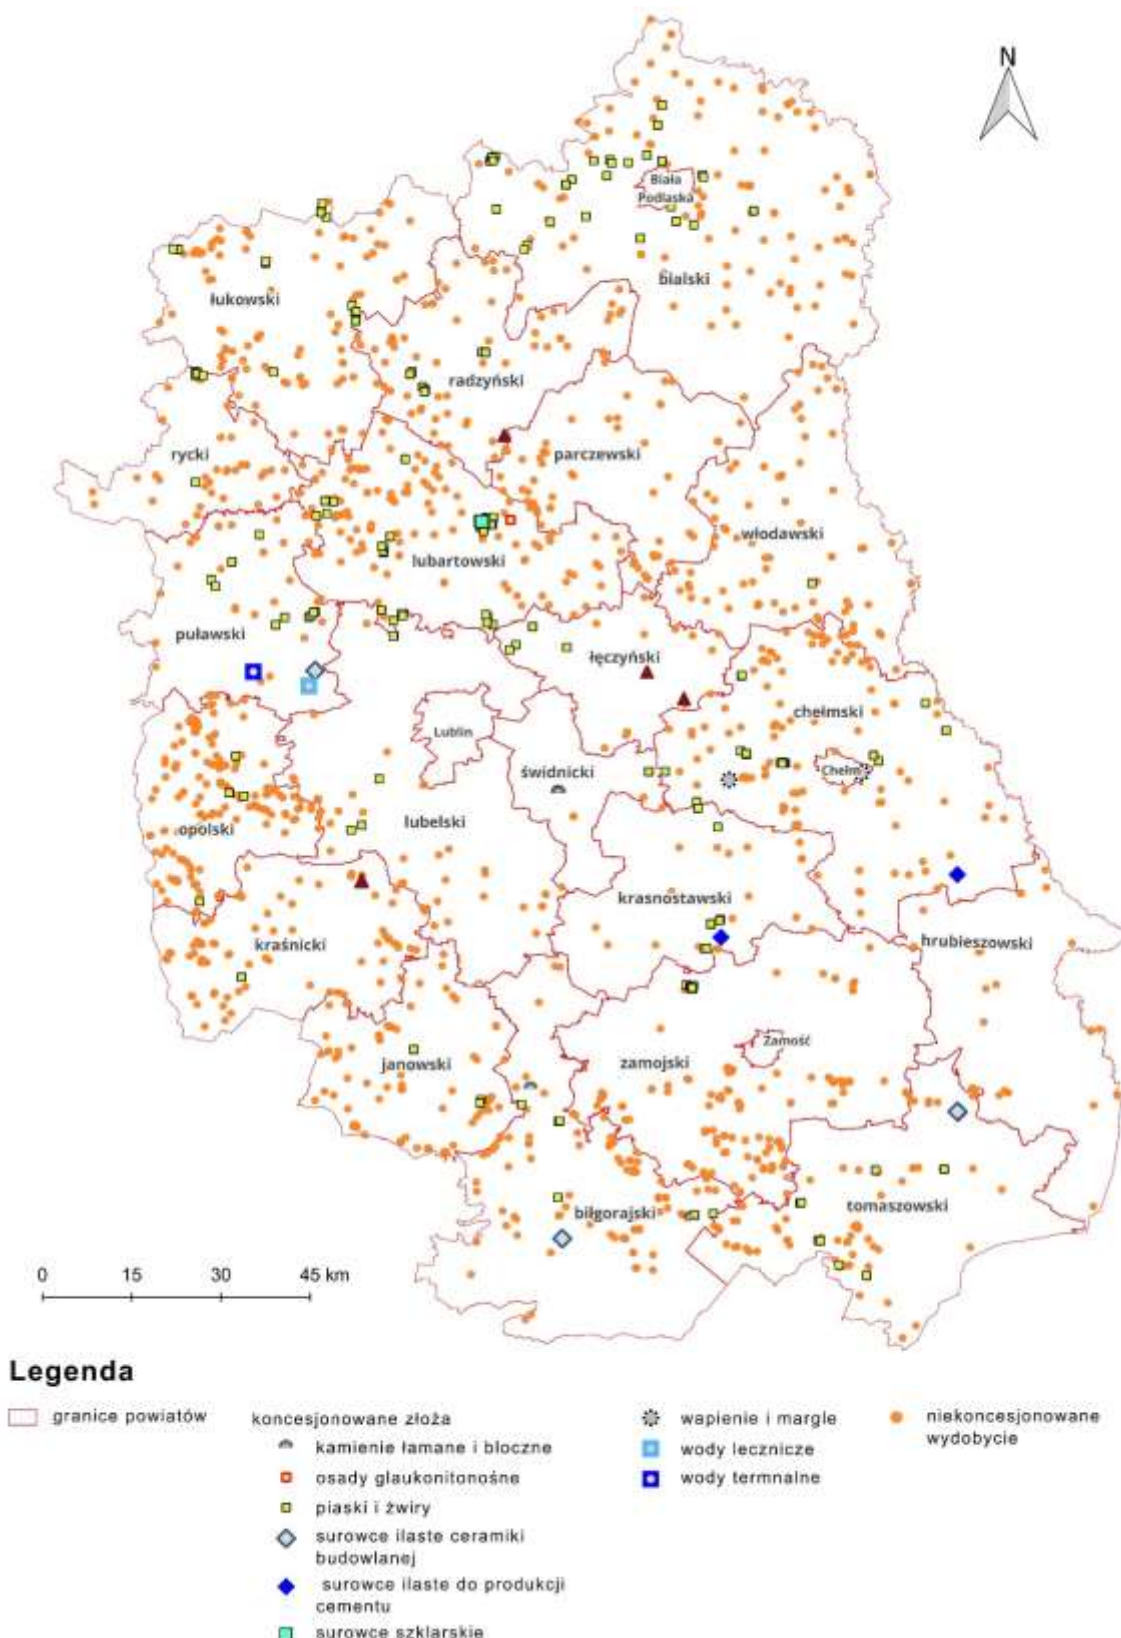 N
Biała
Podlaska
bialski
łukowski
radzyński
rycki
parczewski
włodawski
lubartowski
puławski
łęczyński
chełmski
Lublin
świdnicki
Chełm
opolski
lubelski
krasnostawski
kraśnicki
hrubieszowski
Zamość
janowski
zamojski
tomaszowski
biłgorajski
0 15 30 45 km
Legenda
granice powiatów
koncesjonowane złoża
kamienie łamane i bloczne
osady glaukonitonośne
piaski i żwiry
surowce ilaste ceramiki
budowlanej
surowce ilaste do produkcji
cementu
surowce szklarskie
wapienie i margle
wody lecznicze
wody termnalne
niekoncesjonowane
wydobycie